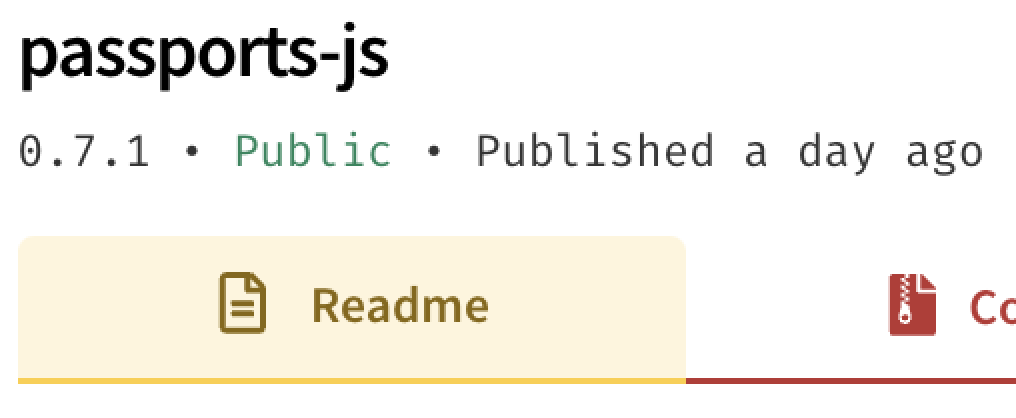 passports-js
0.7.1 • Public • Published a day ago
Readme